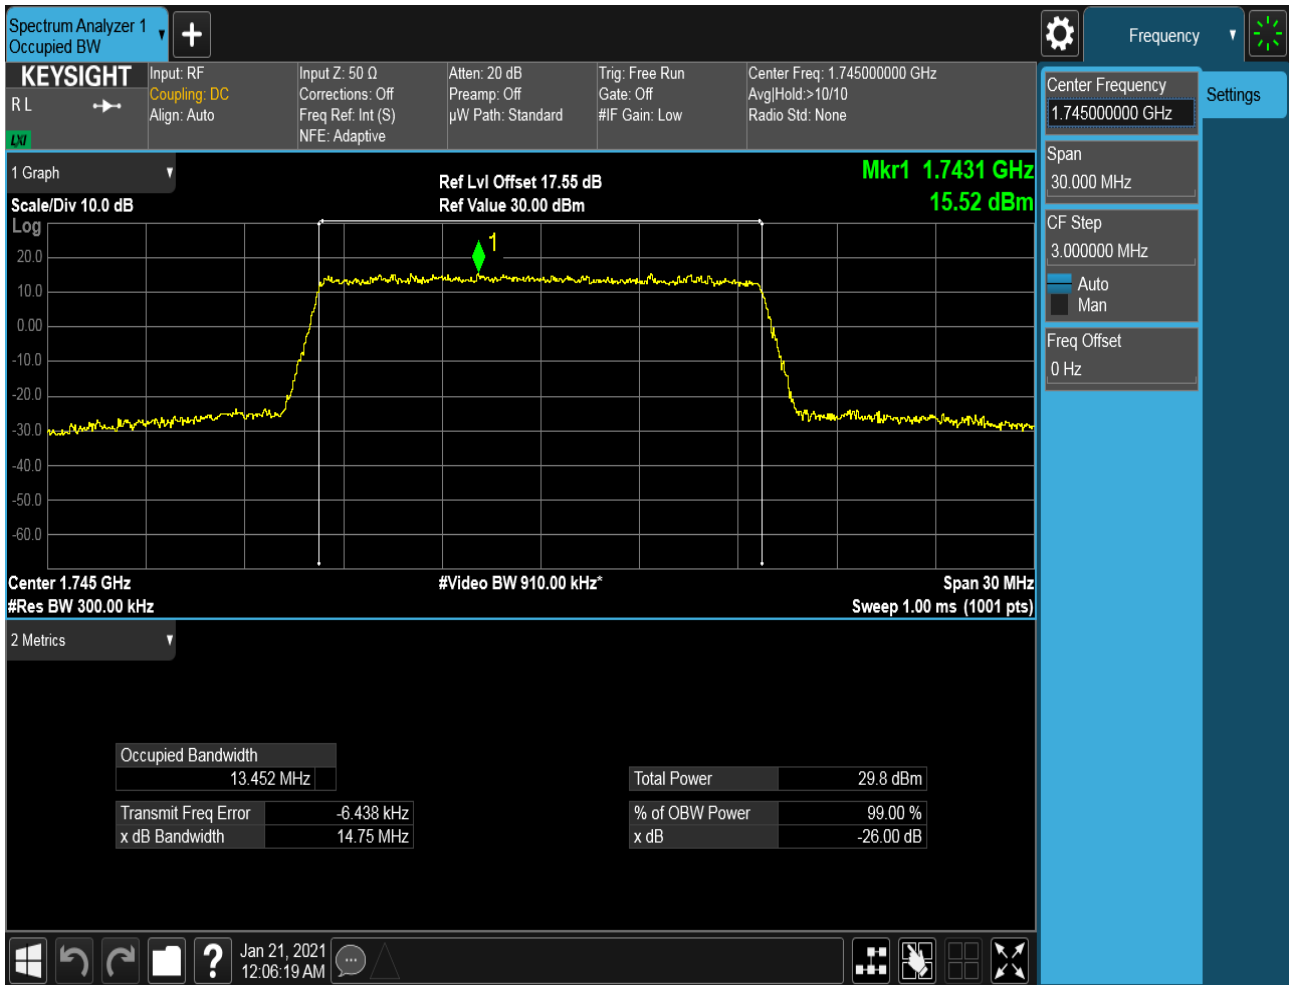 Spectrum Analyzer 1
Occupied BW
Frequency
KEYSIGHT
R L
LXI
Input: RF
Coupling: DC
Align: Auto
Input Z: 50 Ω
Corrections: Off
Freq Ref: Int (S)
NFE: Adaptive
Atten: 20 dB
Preamp: Off
µW Path: Standard
Trig: Free Run
Gate: Off
#IF Gain: Low
Center Freq: 1.745000000 GHz
Avg|Hold:>10/10
Radio Std: None
Center Frequency
1.745000000 GHz
Settings
Span
30.000 MHz
CF Step
3.000000 MHz
Auto
Man
Freq Offset
0 Hz
1 Graph
Scale/Div 10.0 dB
Log
Ref Lvl Offset 17.55 dB
Ref Value 30.00 dBm
Mkr1 1.7431 GHz
15.52 dBm
1
20.0
10.0
0.00
-10.0
-20.0
-30.0
-40.0
-50.0
-60.0
Center 1.745 GHz
#Video BW 910.00 kHz*
Span 30 MHz
#Res BW 300.00 kHz
Sweep 1.00 ms (1001 pts)
2 Metrics
Occupied Bandwidth
13.452 MHz
Total Power 29.8 dBm
Transmit Freq Error -6.438 kHz
% of OBW Power 99.00 %
x dB Bandwidth 14.75 MHz
x dB -26.00 dB
?
Jan 21, 2021
12:06:19 AM